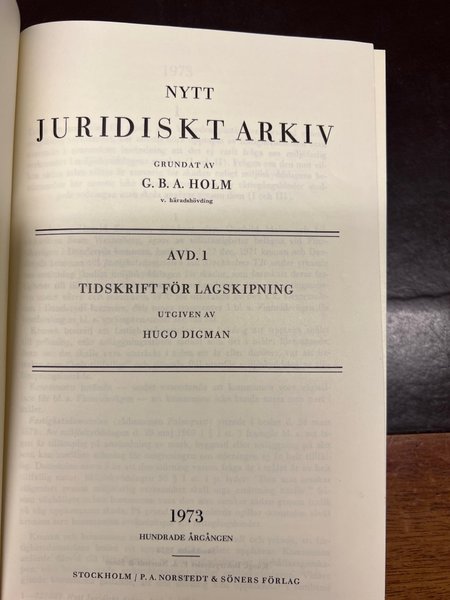 NYTT
JURIDISKT ARKIV
GRUNDAT AV
G. B. A. HOLM
v. häradshövding
AVD. 1
TIDSKRIFT FÖR LAGSKIPNING
UTGIVEN AV
HUGO DIGMAN
1973
HUNDRADE ÅRGÅNGEN
STOCKHOLM / P. A. NORSTEDT & SÖNERS FÖRLAG